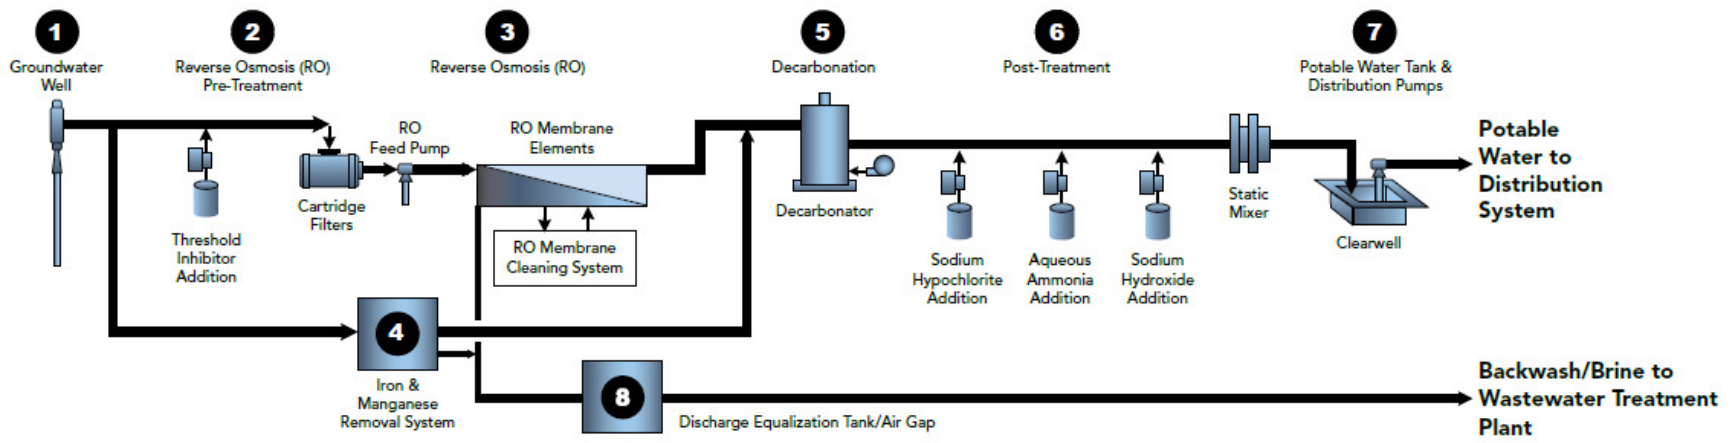 1
Groundwater
Well
2
Reverse Osmosis (RO)
Pre-Treatment
3
Reverse Osmosis (RO)
5
Decarbonation
6
Post-Treatment
7
Potable Water Tank &
Distribution Pumps
RO
Feed Pump
RO Membrane
Elements
Cartridge
Filters
Threshold
Inhibitor
Addition
RO Membrane
Cleaning System
Decarbonator
Sodium
Hypochlorite
Addition
Aqueous
Ammonia
Addition
Sodium
Hydroxide
Addition
Static
Mixer
Clearwell
Potable
Water to
Distribution
System
4
Iron &
Manganese
Removal System
8
Discharge Equalization Tank/Air Gap
Backwash/Brine to
Wastewater Treatment
Plant